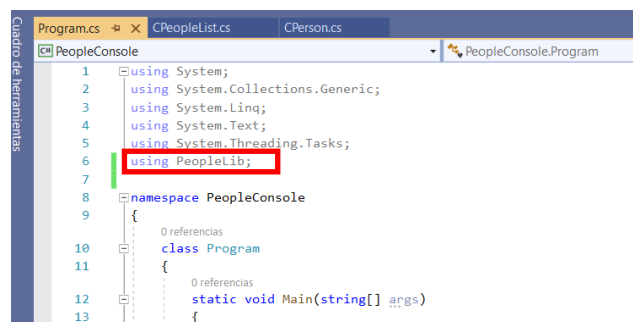 Cuadro de herramientas
Program.cs CPeopleList.cs CPerson.cs
C# PeopleConsole PeopleConsole.Program
1 using System;
2 using System.Collections.Generic;
3 using System.Linq;
4 using System.Text;
5 using System.Threading.Tasks;
6 using PeopleLib;
7
8 namespace PeopleConsole
9 {
0 referencias
10 class Program
11 {
0 referencias
12 static void Main(string[] args)
13 {